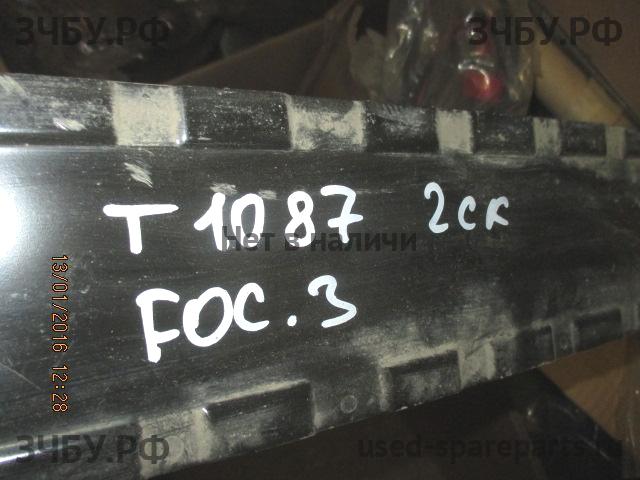 ЗЧБУ.РФ
ЗЧБУ.РФ
T 1087 2ск
Нет в наличи
FOC. 3
13/01/2016 12:28
ЗЧБУ.РФ
used-spareparts.ru